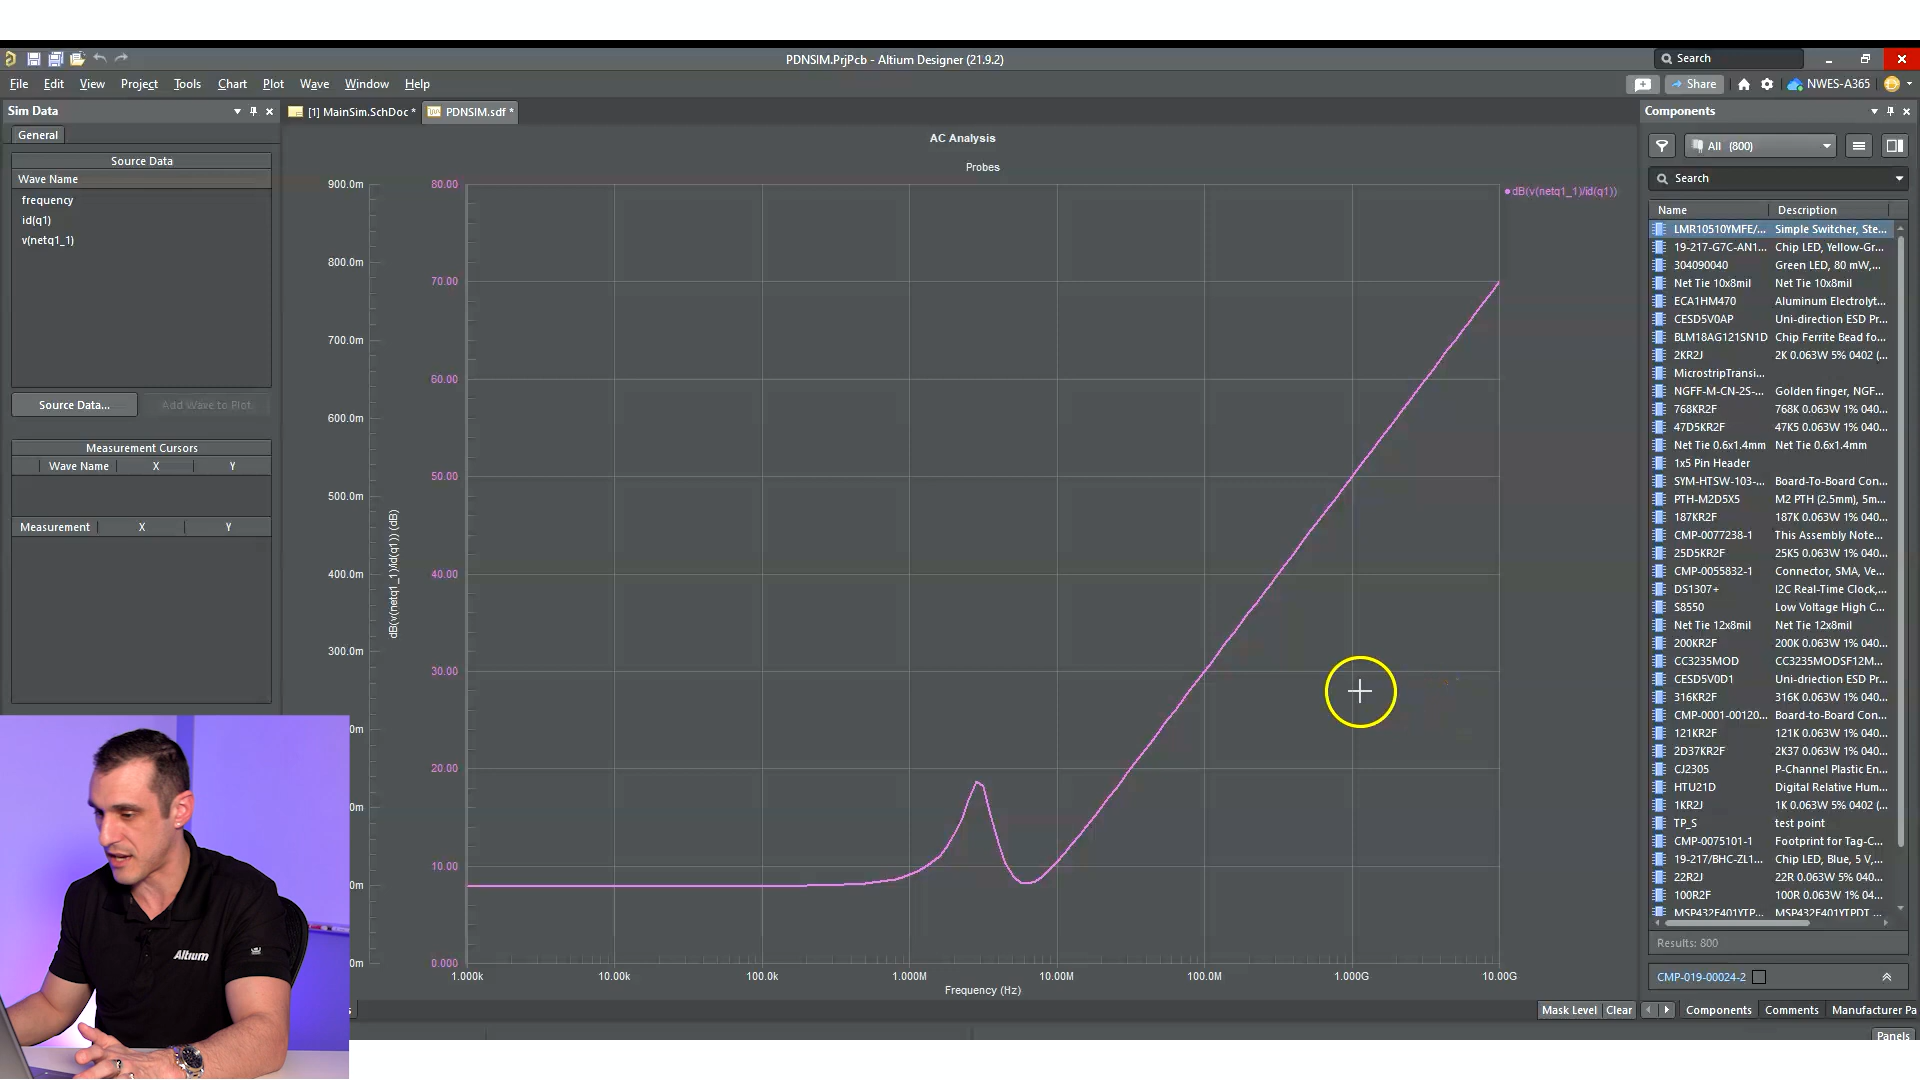 PDNSIM.PrjPcb - Altium Designer (21.9.2)
Search
File Edit View Project Tools Chart Plot Wave Window Help
Share
NWES-A365
Sim Data
General
Source Data
Wave Name
frequency
id(q1)
v(netq1_1)
Source Data...
Add Wave to Plot
Measurement Cursors
Wave Name X Y
Measurement X Y
[1] MainSim.SchDoc *
PDNSIM.sdf *
AC Analysis
Probes
900.0m
800.0m
700.0m
600.0m
500.0m
400.0m
300.0m
0m
0m
0m
0m
dB(v(netq1_1)/id(q1)) (dB)
80.00
70.00
60.00
50.00
40.00
30.00
20.00
10.00
0.000
1.000k 10.00k 100.0k 1.000M 10.00M 100.0M 1.000G 10.00G
Frequency (Hz)
dB(v(netq1_1)/id(q1))
Components
All (800)
Search
Name Description
LMR10510YMFE/... Simple Switcher, Ste...
19-217-G7C-AN1... Chip LED, Yellow-Gr...
304090040 Green LED, 80 mW,...
Net Tie 10x8mil Net Tie 10x8mil
ECA1HM470 Aluminum Electrolyt...
CESD5V0AP Uni-direction ESD Pr...
BLM18AG121SN1D Chip Ferrite Bead fo...
2KR2J 2K 0.063W 5% 0402 (...
MicrostripTransi...
NGFF-M-CN-2S-... Golden finger, NGF...
768KR2F 768K 0.063W 1% 040...
47D5KR2F 47K5 0.063W 1% 040...
Net Tie 0.6x1.4mm Net Tie 0.6x1.4mm
1x5 Pin Header
SYM-HTSW-103-... Board-To-Board Con...
PTH-M2D5X5 M2 PTH (2.5mm), 5m...
187KR2F 187K 0.063W 1% 040...
CMP-0077238-1 This Assembly Note...
25D5KR2F 25K5 0.063W 1% 040...
CMP-0055832-1 Connector, SMA, Ve...
DS1307+ I2C Real-Time Clock,...
S8550 Low Voltage High C...
Net Tie 12x8mil Net Tie 12x8mil
200KR2F 200K 0.063W 1% 040...
CC3235MOD CC3235MODSF12M...
CESD5V0D1 Uni-driection ESD Pr...
316KR2F 316K 0.063W 1% 040...
CMP-0001-00120... Board-to-Board Con...
121KR2F 121K 0.063W 1% 040...
2D37KR2F 2K37 0.063W 1% 040...
CJ2305 P-Channel Plastic En...
HTU21D Digital Relative Hum...
1KR2J 1K 0.063W 5% 0402 (...
TP_S test point
CMP-0075101-1 Footprint for Tag-C...
19-217/BHC-ZL1... Chip LED, Blue, 5 V,...
22R2J 22R 0.063W 5% 040...
100R2F 100R 0.063W 1% 04...
MSP432E401YTP... MSP432E401YTPDT ...
Results: 800
CMP-019-00024-2
Mask Level Clear
Components Comments Manufacturer Pa
Panels
Altium